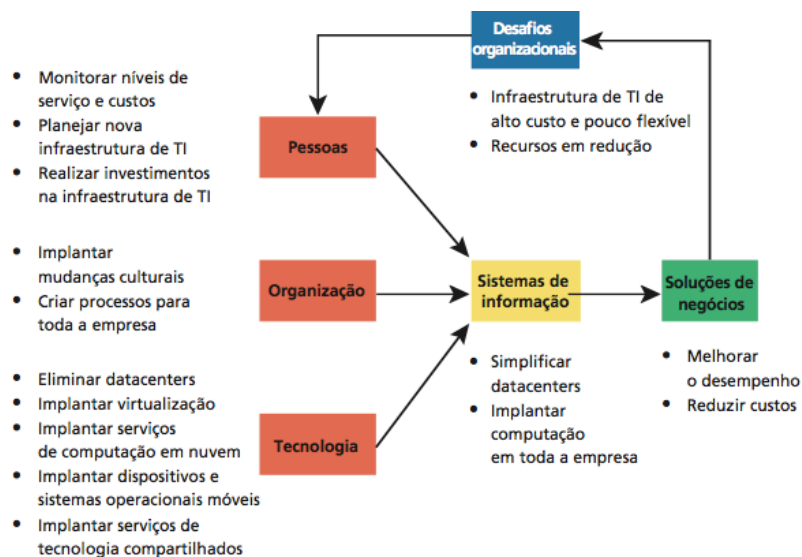 Desafios
organizacionais
• Infraestrutura de TI de
alto custo e pouco flexível
• Recursos em redução
• Monitorar níveis de
serviço e custos
• Planejar nova
infraestrutura de TI
• Realizar investimentos
na infraestrutura de TI
Pessoas
• Implantar
mudanças culturais
• Criar processos para
toda a empresa
Organização
Sistemas de
informação
Soluções de
negócios
• Simplificar
datacenters
• Implantar
computação
em toda a empresa
• Melhorar
o desempenho
• Reduzir custos
• Eliminar datacenters
• Implantar virtualização
• Implantar serviços
de computação em nuvem
• Implantar dispositivos e
sistemas operacionais móveis
• Implantar serviços de
tecnologia compartilhados
Tecnologia